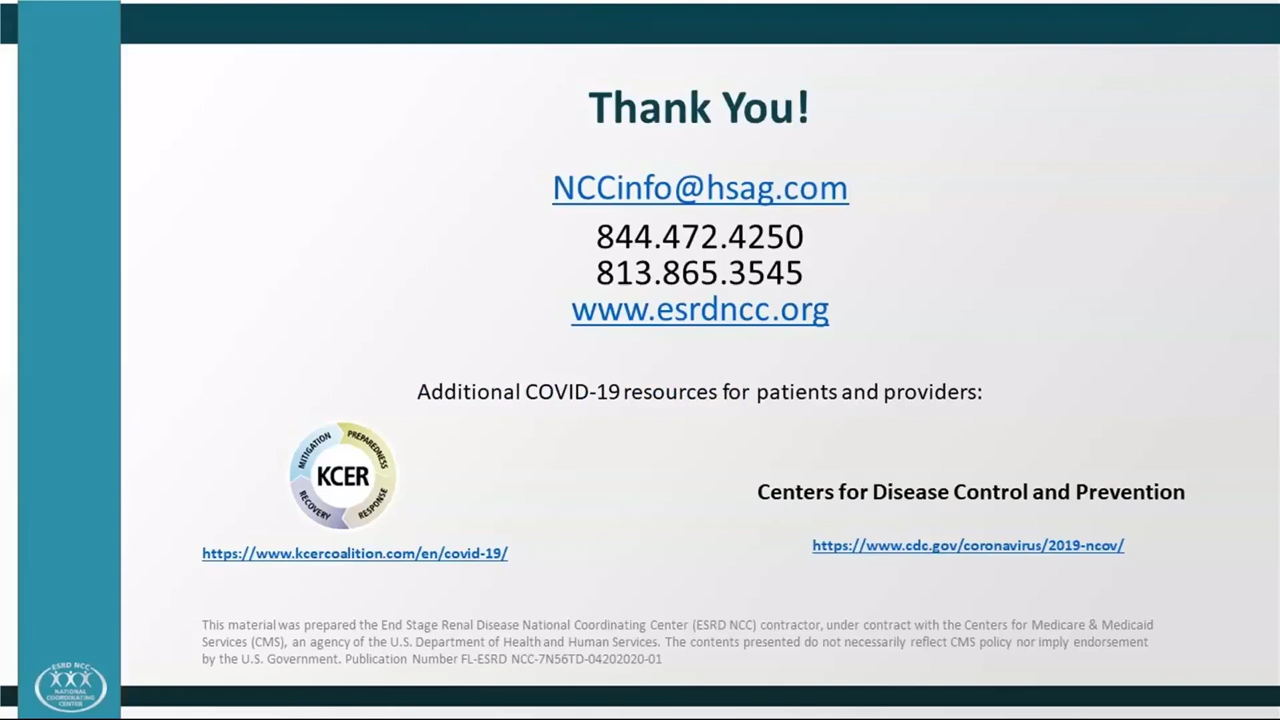 Thank You!
NCCinfo@hsag.com
844.472.4250
813.865.3545
www.esrdncc.org
Additional COVID-19 resources for patients and providers:
MITIGATION
PREPAREDNESS
KCER
RECOVERY
RESPONSE
Centers for Disease Control and Prevention
https://www.kcercoalition.com/en/covid-19/
https://www.cdc.gov/coronavirus/2019-ncov/
This material was prepared the End Stage Renal Disease National Coordinating Center (ESRD NCC) contractor, under contract with the Centers for Medicare & Medicaid
Services (CMS), an agency of the U.S. Department of Health and Human Services. The contents presented do not necessarily reflect CMS policy nor imply endorsement
by the U.S. Government. Publication Number FL-ESRD NCC-7N56TD-04202020-01
ESRD NCC
NATIONAL
COORDINATING
CENTER